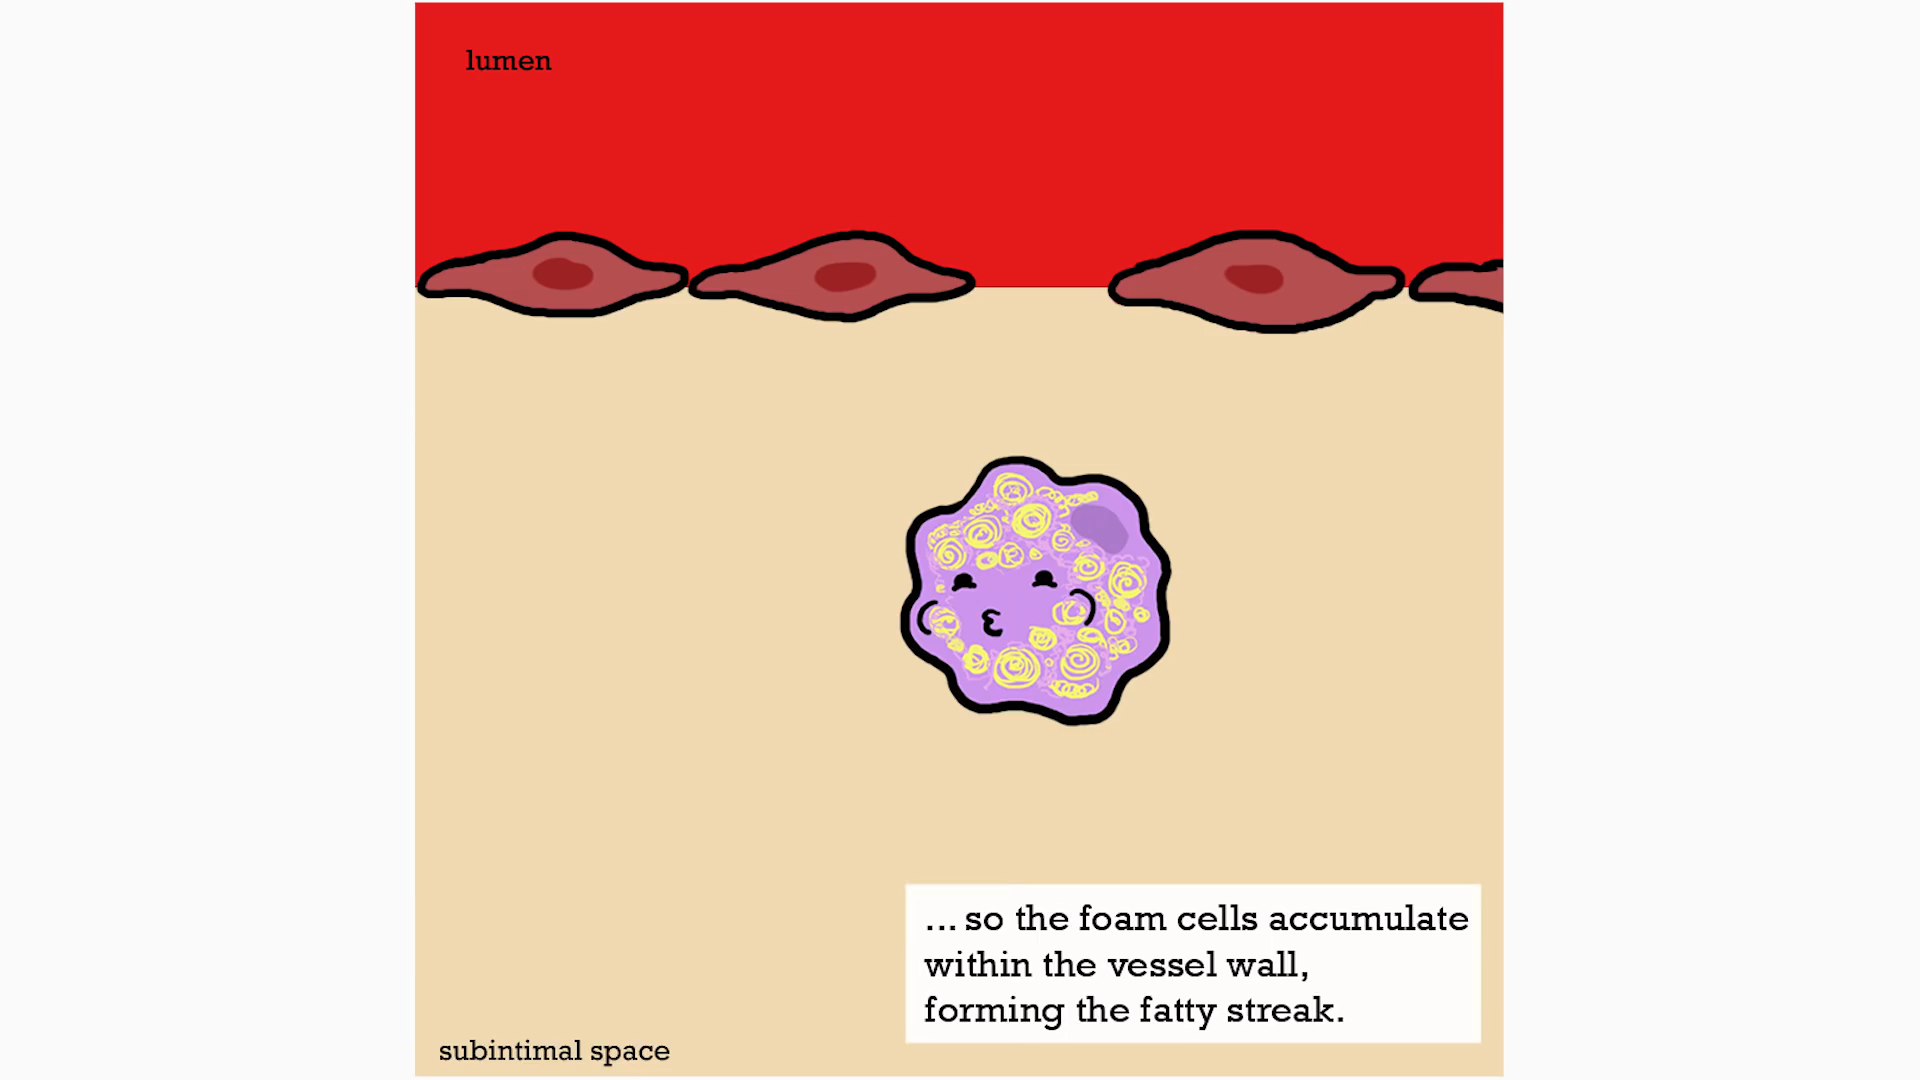 lumen
... so the foam cells accumulate
within the vessel wall,
forming the fatty streak.
subintimal space